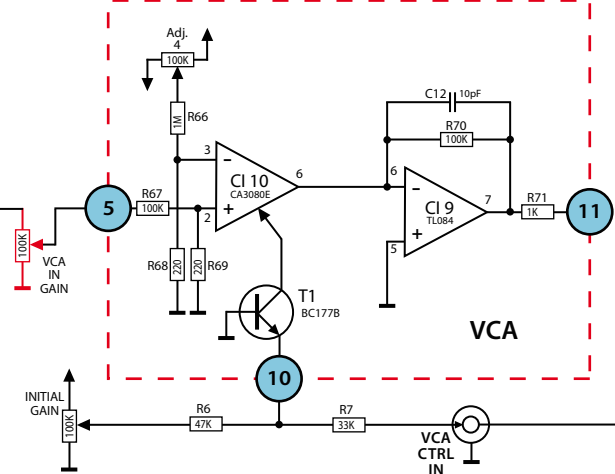 Adj.
4
100K
R66
1M
C12
10pF
R70
100K
3
−
CI 10
CA3080E
6
2
+
6
−
CI 9
TL084
7
5
+
5
R67
100K
R71
1K
11
100K
VCA
IN
GAIN
R68
220
220
R69
T1
BC177B
VCA
10
INITIAL
GAIN
100K
R6
47K
R7
33K
VCA
CTRL
IN